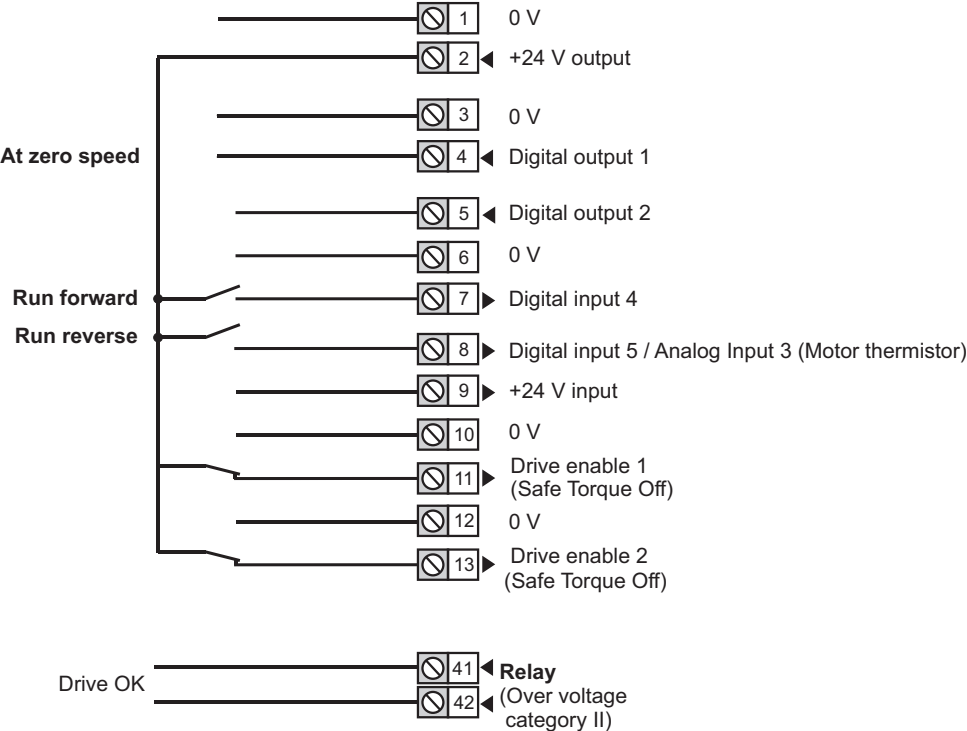 1 0 V
2 +24 V output
3 0 V
At zero speed 4 Digital output 1
5 Digital output 2
6 0 V
Run forward 7 Digital input 4
Run reverse
8 Digital input 5 / Analog Input 3 (Motor thermistor)
9 +24 V input
10 0 V
11 Drive enable 1
(Safe Torque Off)
12 0 V
13 Drive enable 2
(Safe Torque Off)
Drive OK
41 Relay
42 (Over voltage
category II)